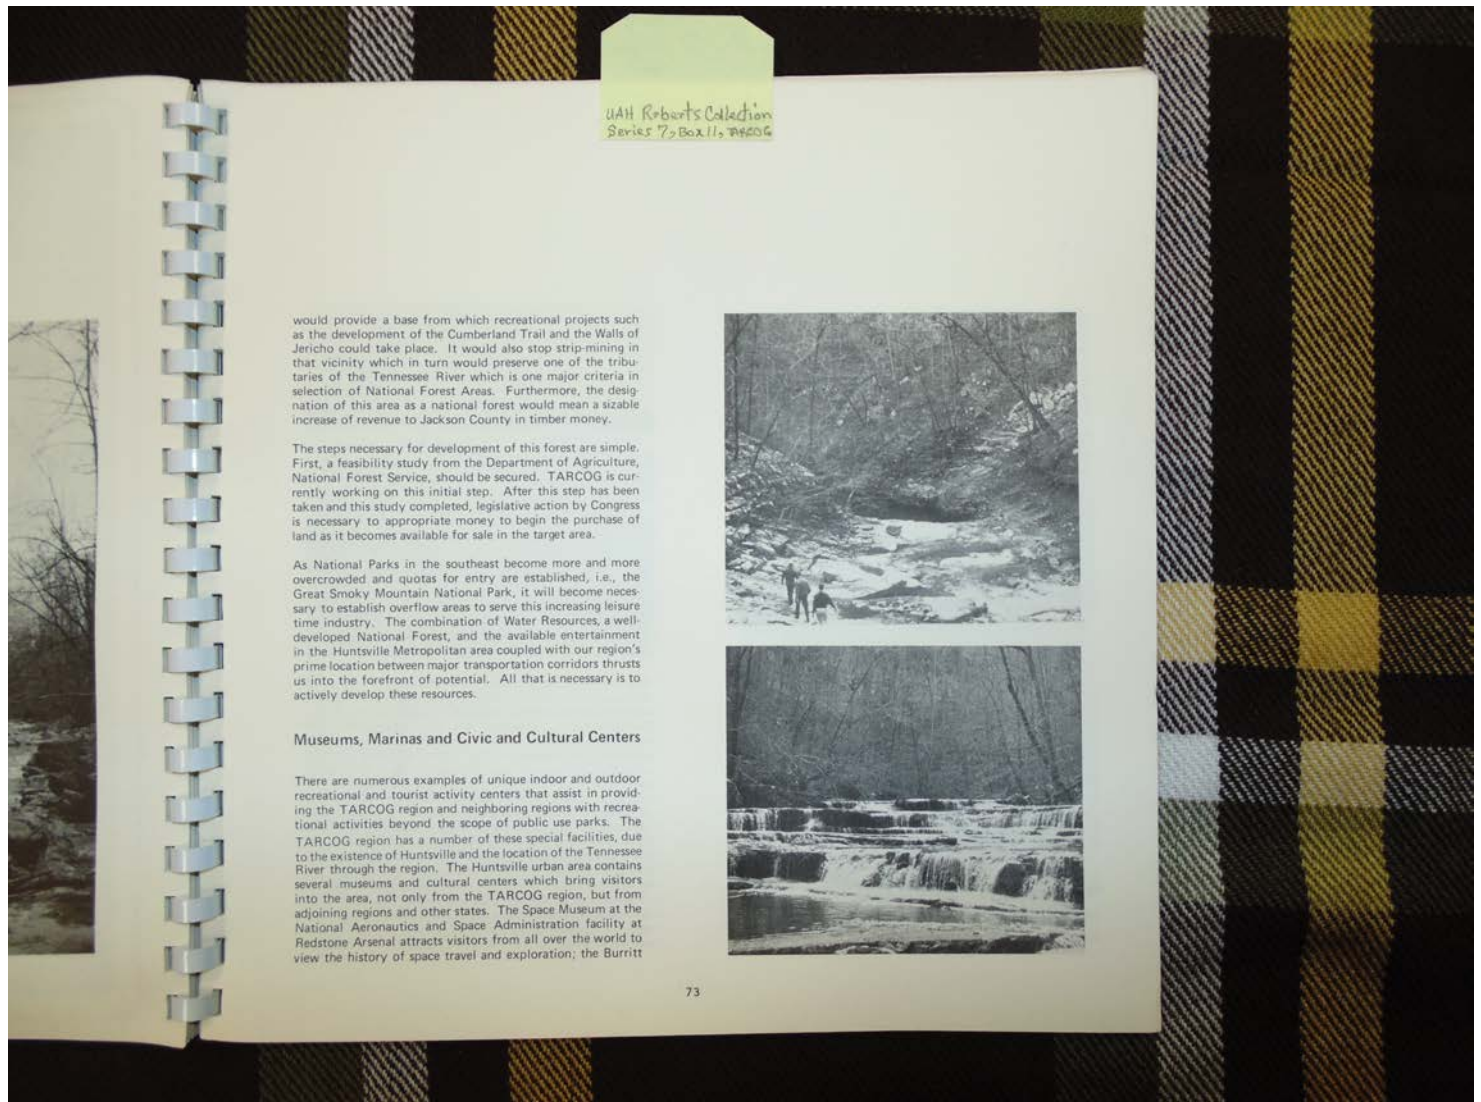 UAH Roberts Collection
Series 7, Box 11, TARCOG
would provide a base from which recreational projects such
as the development of the Cumberland Trail and the Walls of
Jericho could take place. It would also stop strip-mining in
that vicinity which in turn would preserve one of the tribu-
taries of the Tennessee River which is one major criteria in
selection of National Forest Areas. Furthermore, the desig-
nation of this area as a national forest would mean a sizable
increase of revenue to Jackson County in timber money.
The steps necessary for development of this forest are simple.
First, a feasibility study from the Department of Agriculture,
National Forest Service, should be secured. TARCOG is cur-
rently working on this initial step. After this step has been
taken and this study completed, legislative action by Congress
is necessary to appropriate money to begin the purchase of
land as it becomes available for sale in the target area.
As National Parks in the southeast become more and more
overcrowded and quotas for entry are established, i.e., the
Great Smoky Mountain National Park, it will become neces-
sary to establish overflow areas to serve this increasing leisure
time industry. The combination of Water Resources, a well-
developed National Forest, and the available entertainment
in the Huntsville Metropolitan area coupled with our region's
prime location between major transportation corridors thrusts
us into the forefront of potential. All that is necessary is to
actively develop these resources.
Museums, Marinas and Civic and Cultural Centers
There are numerous examples of unique indoor and outdoor
recreational and tourist activity centers that assist in provid-
ing the TARCOG region and neighboring regions with recrea-
tional activities beyond the scope of public use parks. The
TARCOG region has a number of these special facilities, due
to the existence of Huntsville and the location of the Tennessee
River through the region. The Huntsville urban area contains
several museums and cultural centers which bring visitors
into the area, not only from the TARCOG region, but from
adjoining regions and other states. The Space Museum at the
National Aeronautics and Space Administration facility at
Redstone Arsenal attracts visitors from all over the world to
view the history of space travel and exploration; the Burritt
73